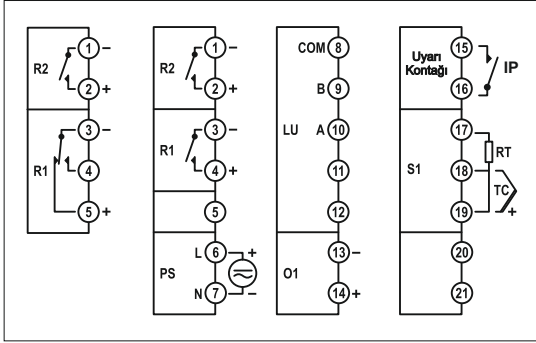 R2
1 −
2 +
R1
3 −
4
5 +
R2
1 −
2 +
R1
3 −
4 +
5
PS
L 6 +
N 7 −
LU
COM 8
B 9
A 10
11
12
O1
13 −
14 +
Uyarı
Kontağı
15
16
IP
S1
17
18
19
RT
TC
+
20
21